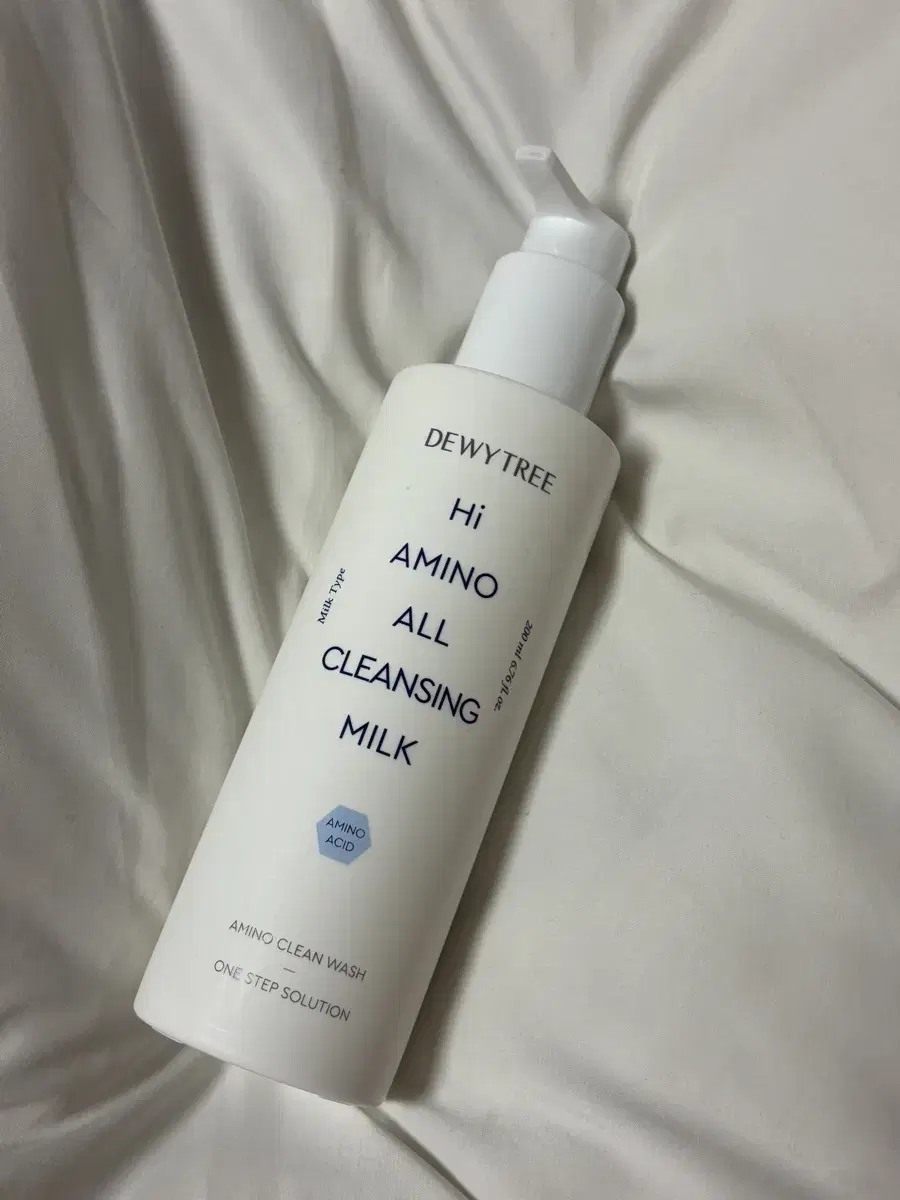 DEWYTREE
Hi
AMINO
ALL
CLEANSING
MILK
Milk Type
200 ml 6.76 fl. oz.
AMINO
ACID
AMINO CLEAN WASH
ONE STEP SOLUTION